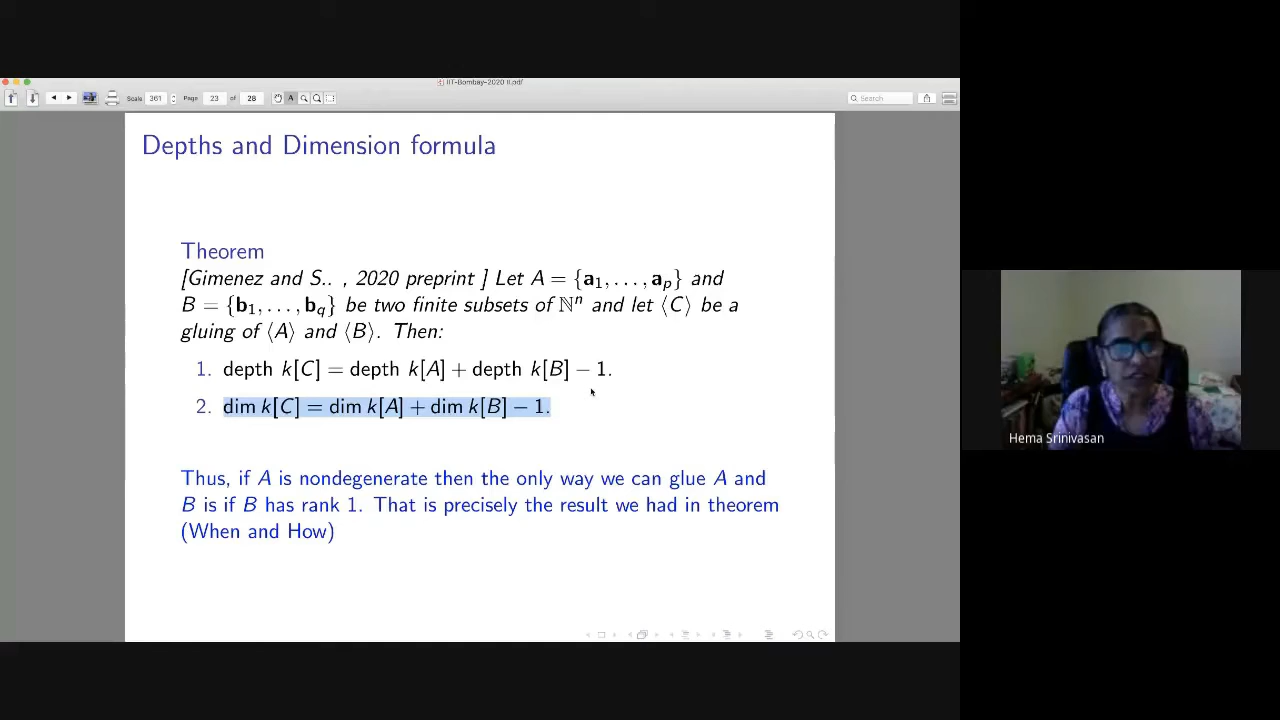 IIT-Bombay-2020 II.pdf
Scale 361 Page 23 of 28 Search
Depths and Dimension formula
Theorem
[Gimenez and S.. , 2020 preprint ] Let A = {a₁, . . . , aₚ} and
B = {b₁, . . . , b_q} be two finite subsets of ℕⁿ and let ⟨C⟩ be a
gluing of ⟨A⟩ and ⟨B⟩. Then:
1. depth k[C] = depth k[A] + depth k[B] − 1.
2. dim k[C] = dim k[A] + dim k[B] − 1.
Thus, if A is nondegenerate then the only way we can glue A and
B is if B has rank 1. That is precisely the result we had in theorem
(When and How)
Hema Srinivasan